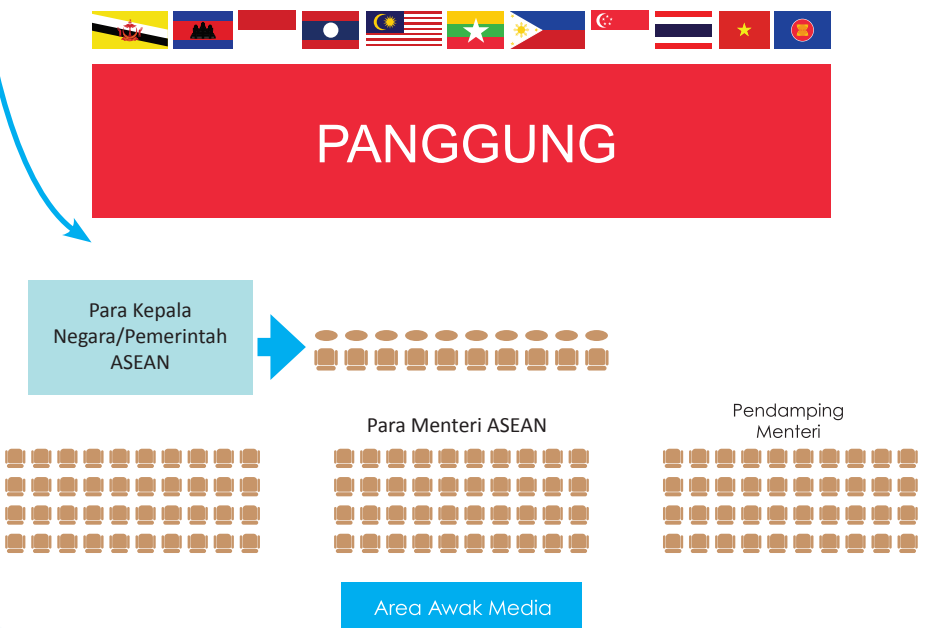 PANGGUNG
Para Kepala
Negara/Pemerintah
ASEAN
Para Menteri ASEAN
Pendamping
Menteri
Area Awak Media